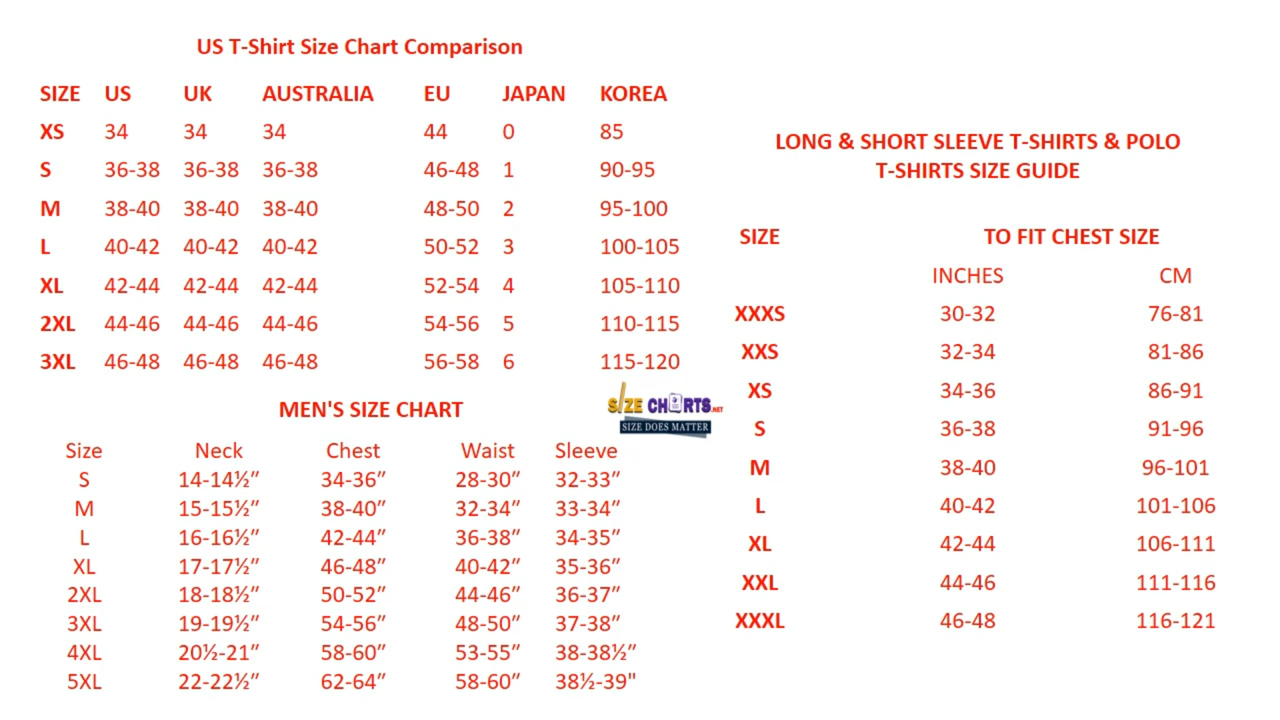 US T-Shirt Size Chart Comparison
SIZE US UK AUSTRALIA EU JAPAN KOREA
XS 34 34 34 44 0 85
S 36-38 36-38 36-38 46-48 1 90-95
M 38-40 38-40 38-40 48-50 2 95-100
L 40-42 40-42 40-42 50-52 3 100-105
XL 42-44 42-44 42-44 52-54 4 105-110
2XL 44-46 44-46 44-46 54-56 5 110-115
3XL 46-48 46-48 46-48 56-58 6 115-120
MEN'S SIZE CHART
Size Neck Chest Waist Sleeve
S 14-14½” 34-36” 28-30” 32-33”
M 15-15½” 38-40” 32-34” 33-34”
L 16-16½” 42-44” 36-38” 34-35”
XL 17-17½” 46-48” 40-42” 35-36”
2XL 18-18½” 50-52” 44-46” 36-37”
3XL 19-19½” 54-56” 48-50” 37-38”
4XL 20½-21” 58-60” 53-55” 38-38½”
5XL 22-22½” 62-64” 58-60” 38½-39"
SIZE CHARTS.NET
SIZE DOES MATTER
LONG & SHORT SLEEVE T-SHIRTS & POLO
T-SHIRTS SIZE GUIDE
SIZE TO FIT CHEST SIZE
INCHES CM
XXXS 30-32 76-81
XXS 32-34 81-86
XS 34-36 86-91
S 36-38 91-96
M 38-40 96-101
L 40-42 101-106
XL 42-44 106-111
XXL 44-46 111-116
XXXL 46-48 116-121